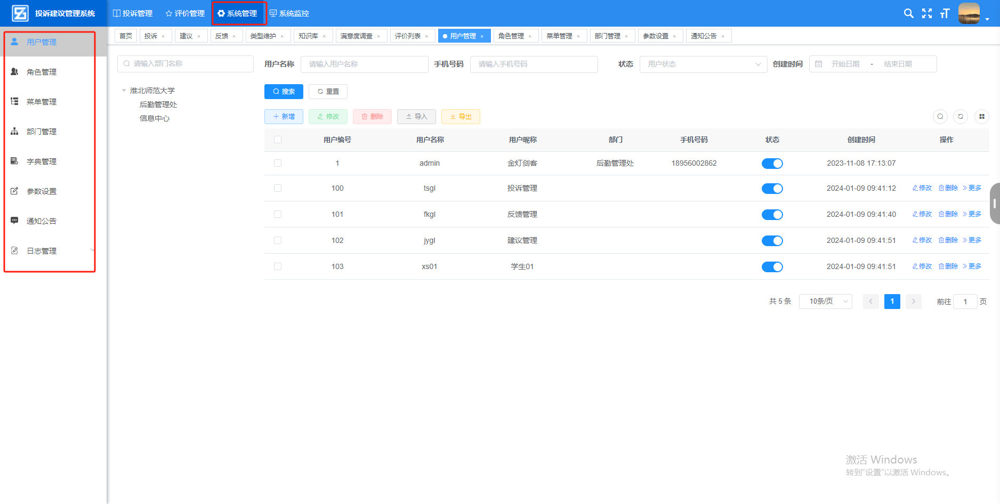 投诉建议管理系统
投诉管理
评价管理
系统管理
系统监控
首页
投诉 ×
建议 ×
反馈 ×
类型维护 ×
知识库 ×
满意度调查 ×
评价列表 ×
用户管理 ×
角色管理 ×
菜单管理 ×
部门管理 ×
参数设置 ×
通知公告 ×
用户管理
角色管理
菜单管理
部门管理
字典管理
参数设置
通知公告
日志管理
请输入部门名称
淮北师范大学
后勤管理处
信息中心
用户名称 请输入用户名称
手机号码 请输入手机号码
状态 用户状态
创建时间 开始日期 - 结束日期
搜索 重置
新增 修改 删除 导入 导出
用户编号 用户名称 用户昵称 部门 手机号码 状态 创建时间 操作
1 admin 金灯剑客 后勤管理处 18956002862 2023-11-08 17:13:07
100 tsgl 投诉管理 2024-01-09 09:41:12 修改 删除 更多
101 fkgl 反馈管理 2024-01-09 09:41:40 修改 删除 更多
102 jygl 建议管理 2024-01-09 09:41:51 修改 删除 更多
103 xs01 学生01 2024-01-09 09:41:51 修改 删除 更多
共 5 条 10条/页 1 前往 1 页
激活 Windows
转到“设置”以激活 Windows。